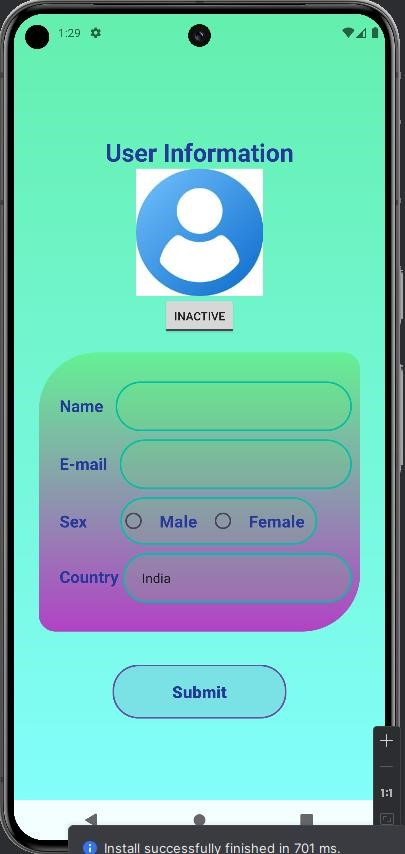 1:29
User Information
INACTIVE
Name
E-mail
Sex Male Female
Country India
Submit
1:1
Install successfully finished in 701 ms.